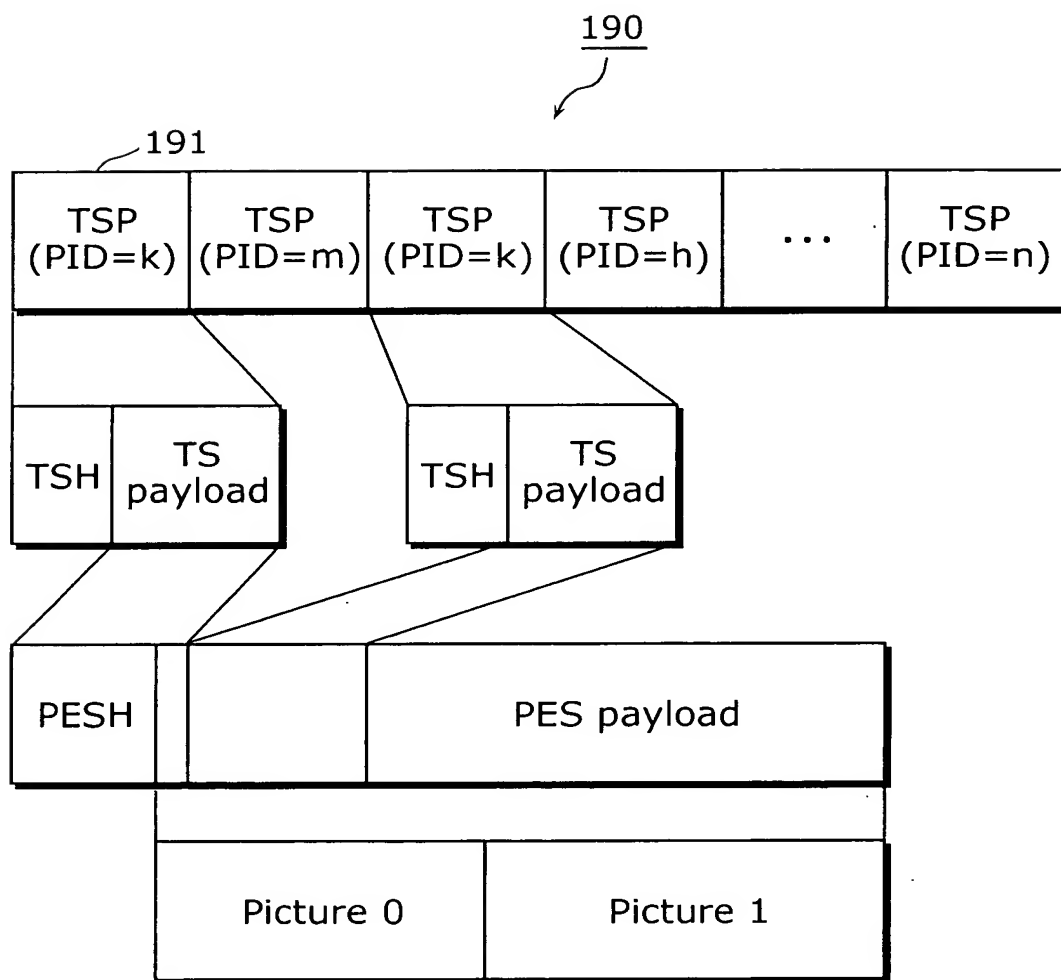 190
191
TSP
(PID=k)
TSP
(PID=m)
TSP
(PID=k)
TSP
(PID=h)
...
TSP
(PID=n)
TSH
TS
payload
TSH
TS
payload
PESH
PES payload
Picture 0
Picture 1